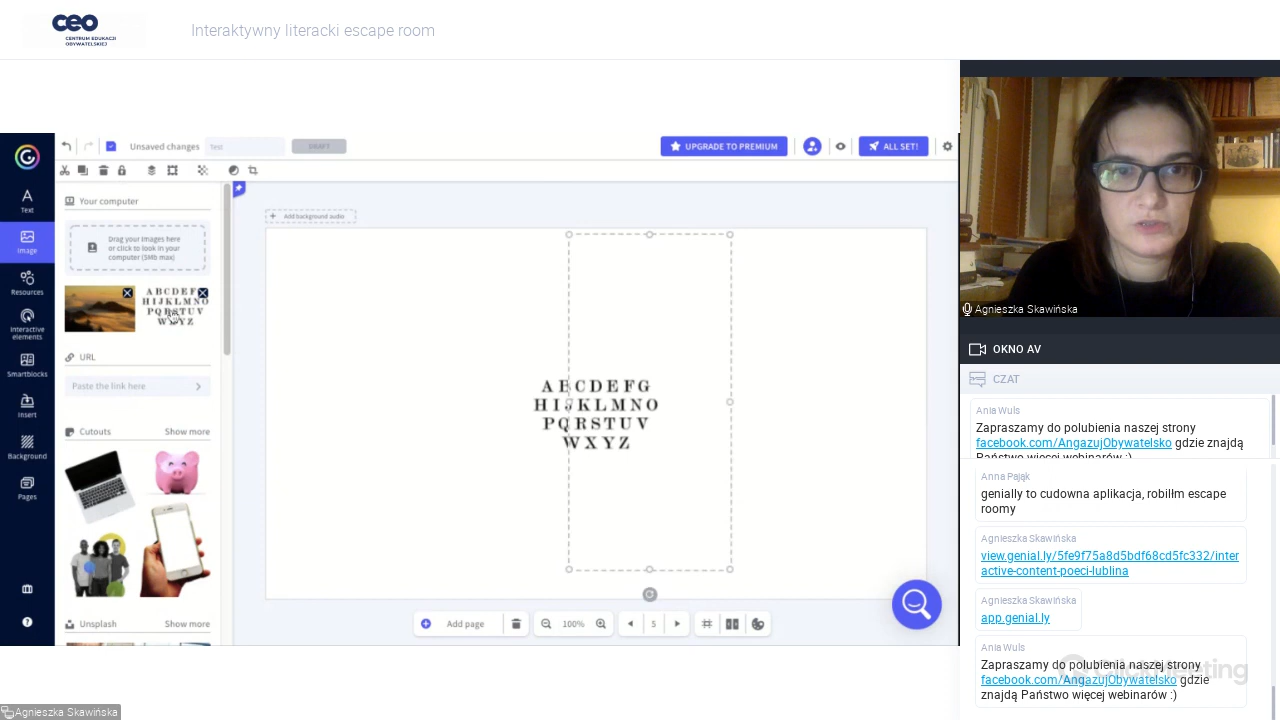 ceo
CENTRUM EDUKACJI
OBYWATELSKIEJ
Interaktywny literacki escape room
Unsaved changes
Test
DRAFT
UPGRADE TO PREMIUM
ALL SET!
Text
Image
Resources
Interactive
elements
Smartblocks
Insert
Background
Pages
Your computer
Drag your images here
or click to look in your
computer (5Mb max)
A B C D E F G
H I J K L M N O
P Q R S T U V
W X Y Z
URL
Paste the link here
Cutouts
Show more
Unsplash
Show more
Add background audio
A B C D E F G
H I J K L M N O
P Q R S T U V
W X Y Z
Add page
100%
5
Agnieszka Skawińska
Agnieszka Skawińska
OKNO AV
CZAT
Ania Wuls
Zapraszamy do polubienia naszej strony
facebook.com/AngazujObywatelsko gdzie znajdą
Państwo więcej webinarów :)
Anna Pająk
genially to cudowna aplikacja, robiłłm escape
roomy
Agnieszka Skawińska
view.genial.ly/5fe9f75a8d5bdf68cd5fc332/inter
active-content-poeci-lublina
Agnieszka Skawińska
app.genial.ly
Ania Wuls
Zapraszamy do polubienia naszej strony
facebook.com/AngazujObywatelsko gdzie
znajdą Państwo więcej webinarów :)
ClickMeeting